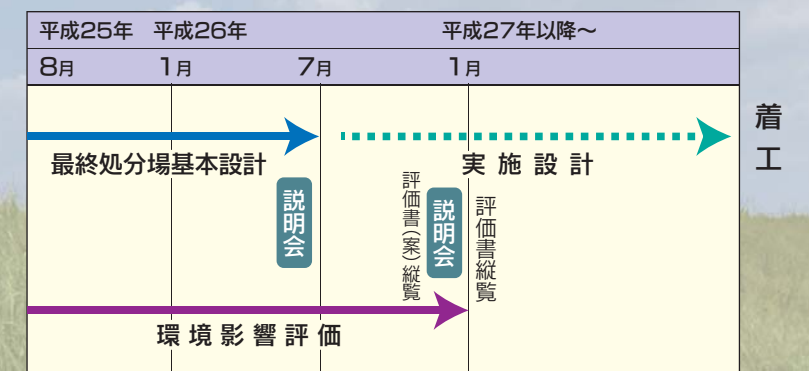 平成25年 平成26年 平成27年以降～
8月 1月 7月 1月
最終処分場基本設計
実施設計
着工
説明会
評価書(案)縦覧
説明会
評価書縦覧
環境影響評価